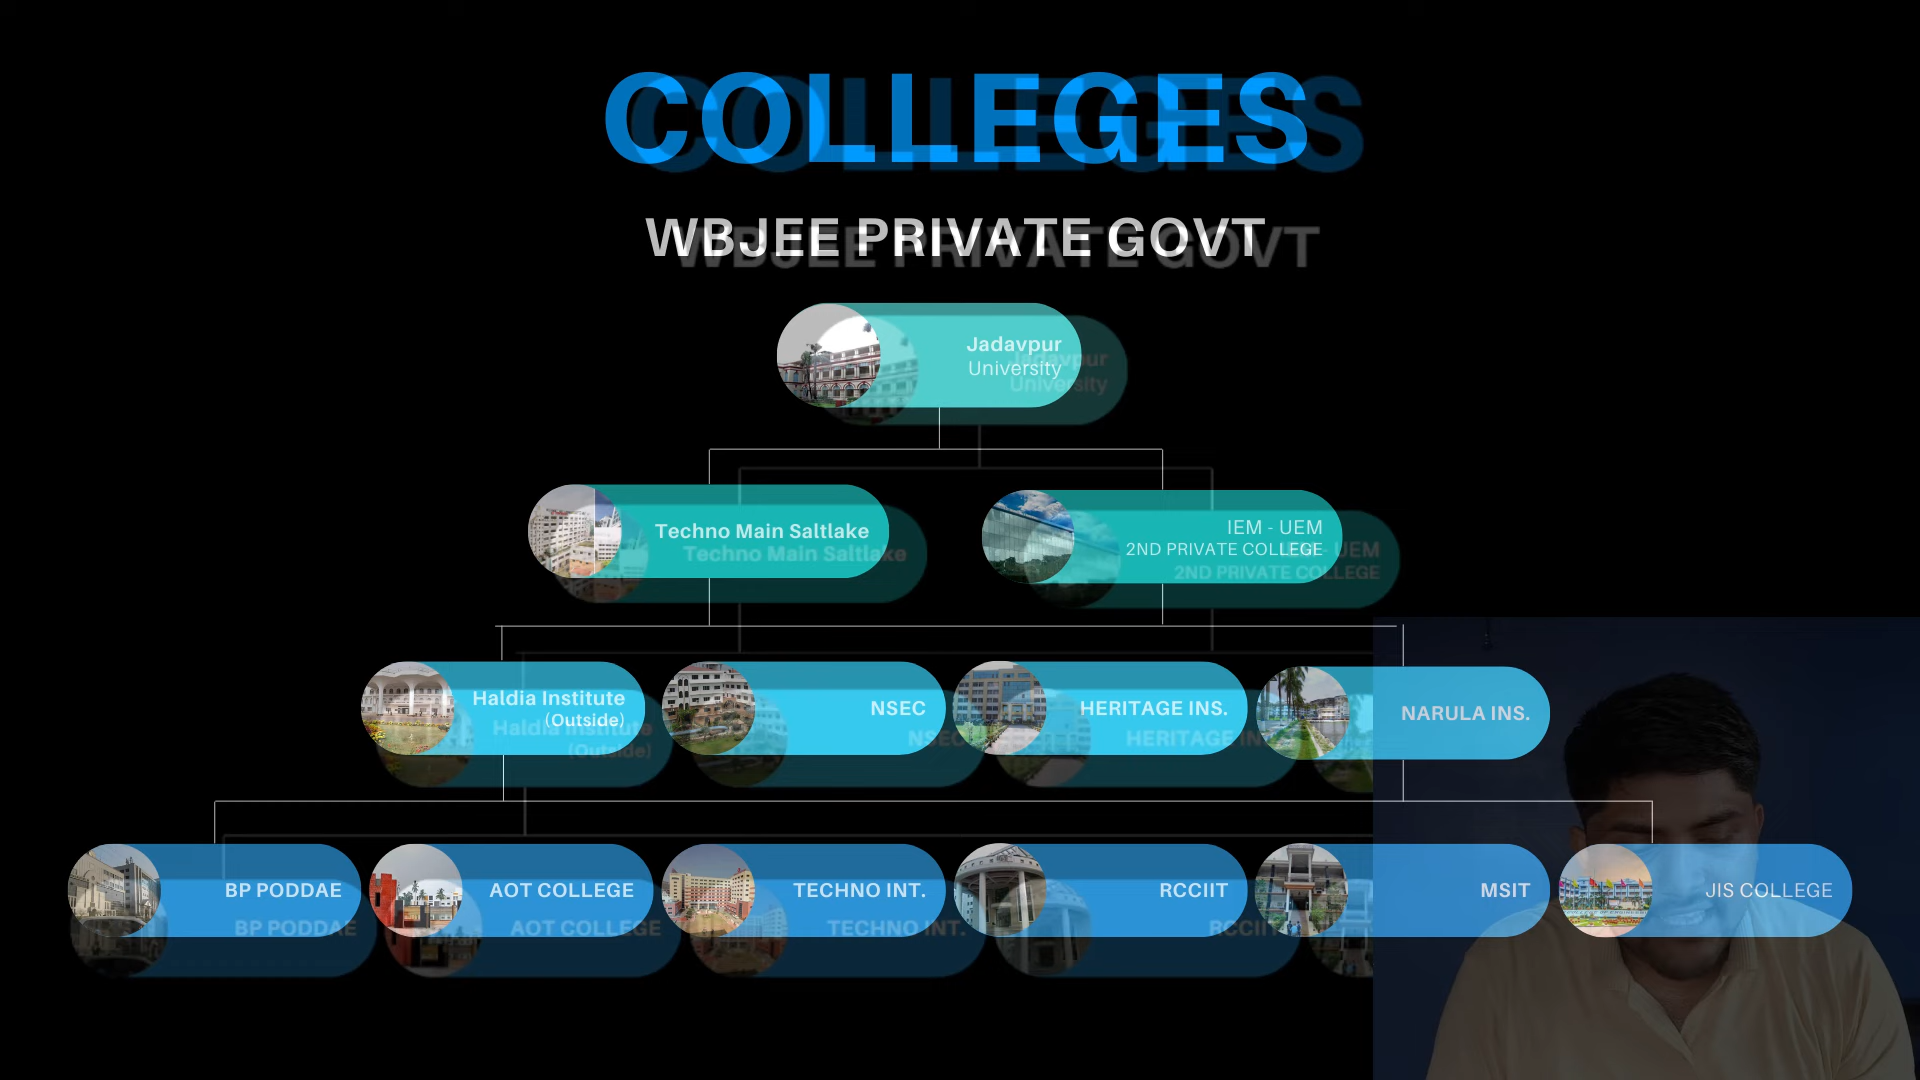 COLLEGES
WBJEE PRIVATE GOVT
Jadavpur
University
Techno Main Saltlake
IEM - UEM
2ND PRIVATE COLLEGE
Haldia Institute
(Outside)
NSEC
HERITAGE INS.
NARULA INS.
BP PODDAE
AOT COLLEGE
TECHNO INT.
RCCIIT
MSIT
JIS COLLEGE